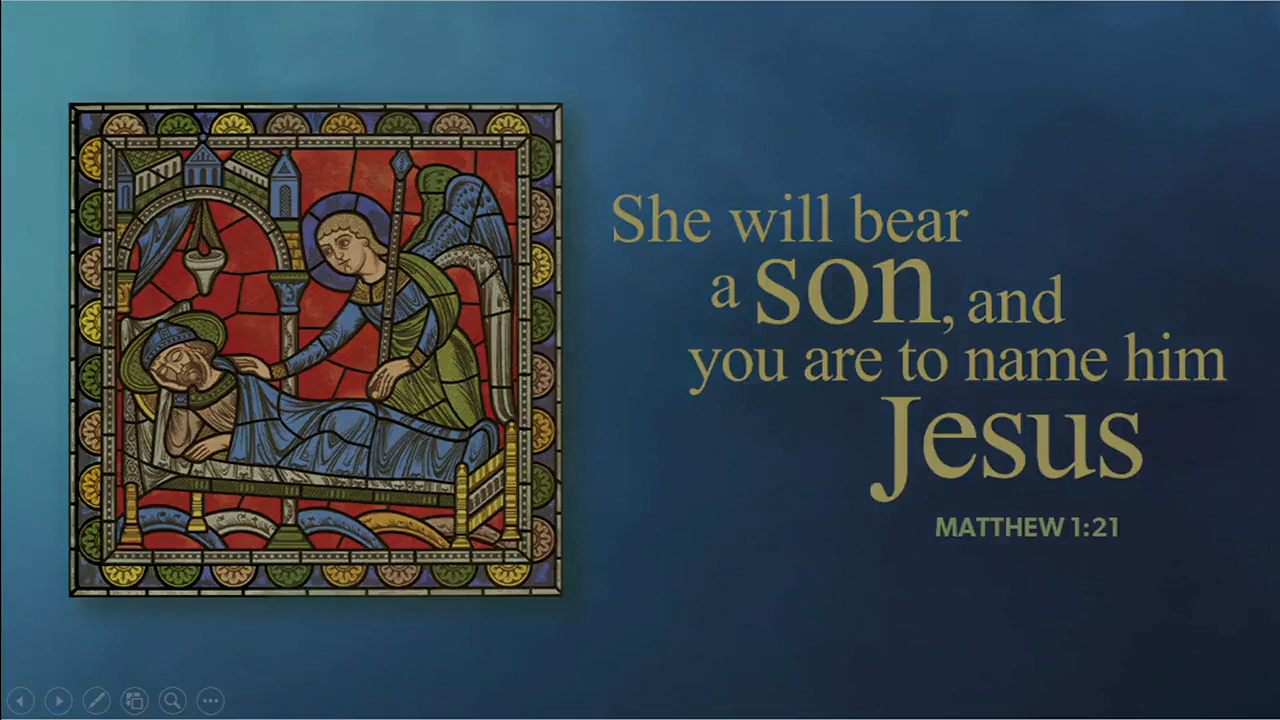 She will bear
a son, and
you are to name him
Jesus
MATTHEW 1:21